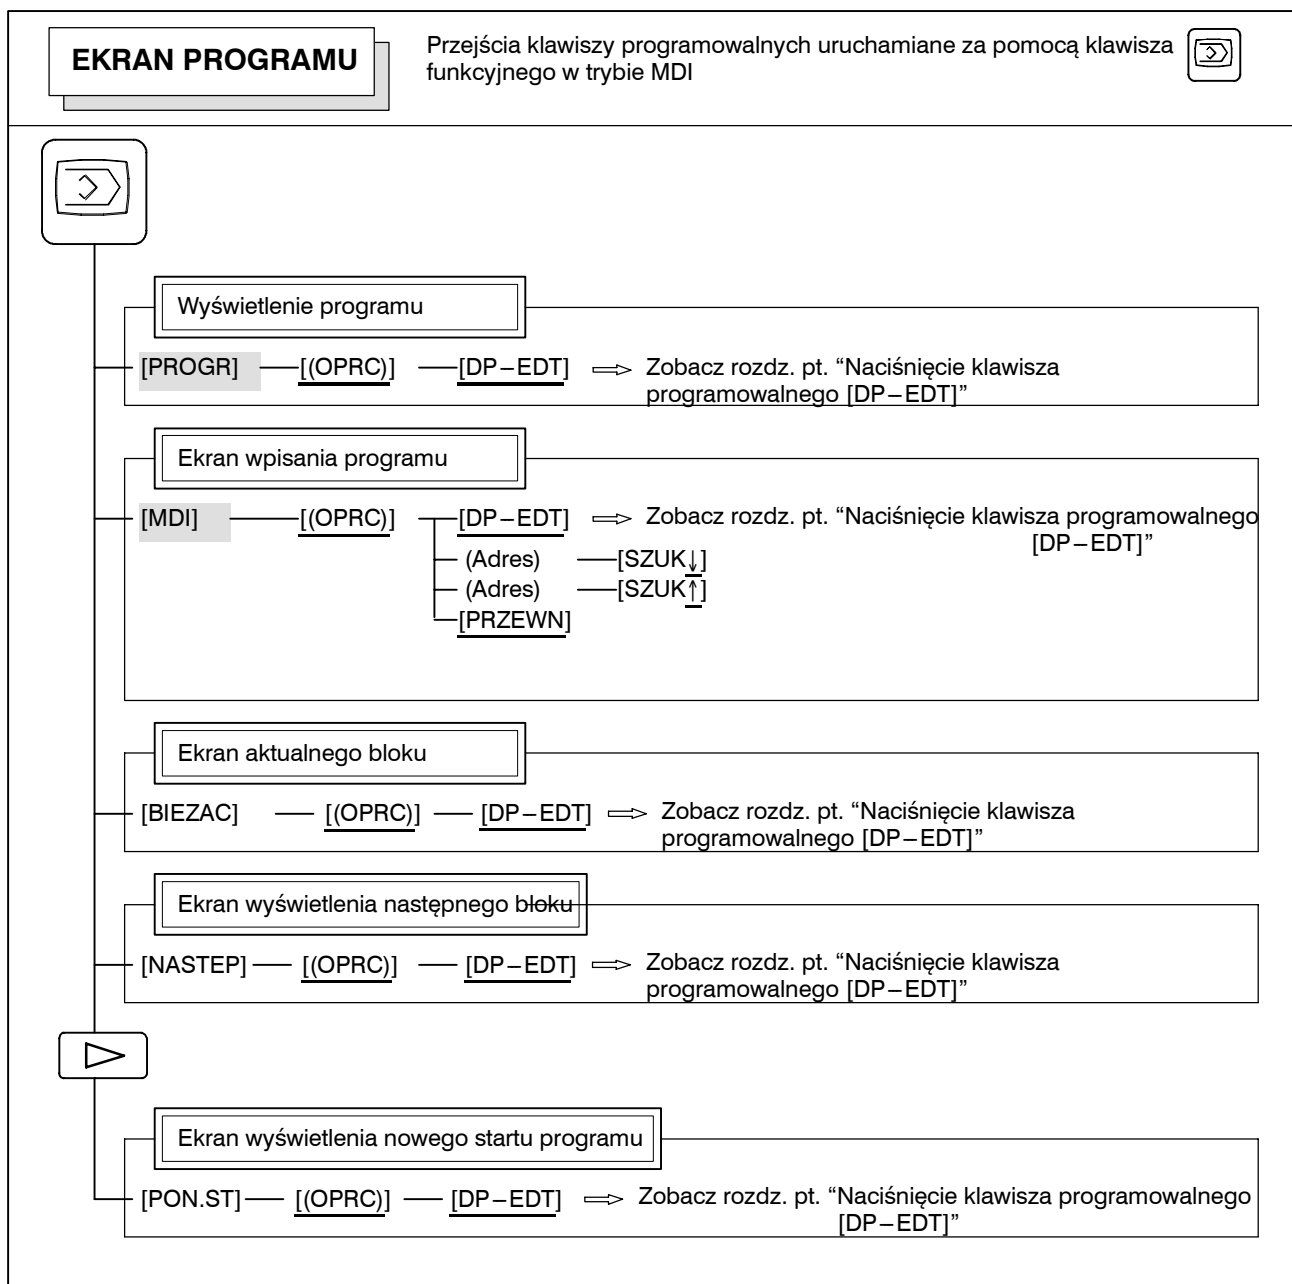 EKRAN PROGRAMU
Przejścia klawiszy programowalnych uruchamiane za pomocą klawisza
funkcyjnego w trybie MDI
Wyświetlenie programu
[PROGR] [(OPRC)] [DP–EDT] ⇒ Zobacz rozdz. pt. “Naciśnięcie klawisza
programowalnego [DP–EDT]”
Ekran wpisania programu
[MDI] [(OPRC)] [DP–EDT] ⇒ Zobacz rozdz. pt. “Naciśnięcie klawisza programowalnego
[DP–EDT]”
(Adres) [SZUK↓]
(Adres) [SZUK↑]
[PRZEWN]
Ekran aktualnego bloku
[BIEZAC] [(OPRC)] [DP–EDT] ⇒ Zobacz rozdz. pt. “Naciśnięcie klawisza
programowalnego [DP–EDT]”
Ekran wyświetlenia następnego bloku
[NASTEP] [(OPRC)] [DP–EDT] ⇒ Zobacz rozdz. pt. “Naciśnięcie klawisza
programowalnego [DP–EDT]”
Ekran wyświetlenia nowego startu programu
[PON.ST] [(OPRC)] [DP–EDT] ⇒ Zobacz rozdz. pt. “Naciśnięcie klawisza programowalnego
[DP–EDT]”